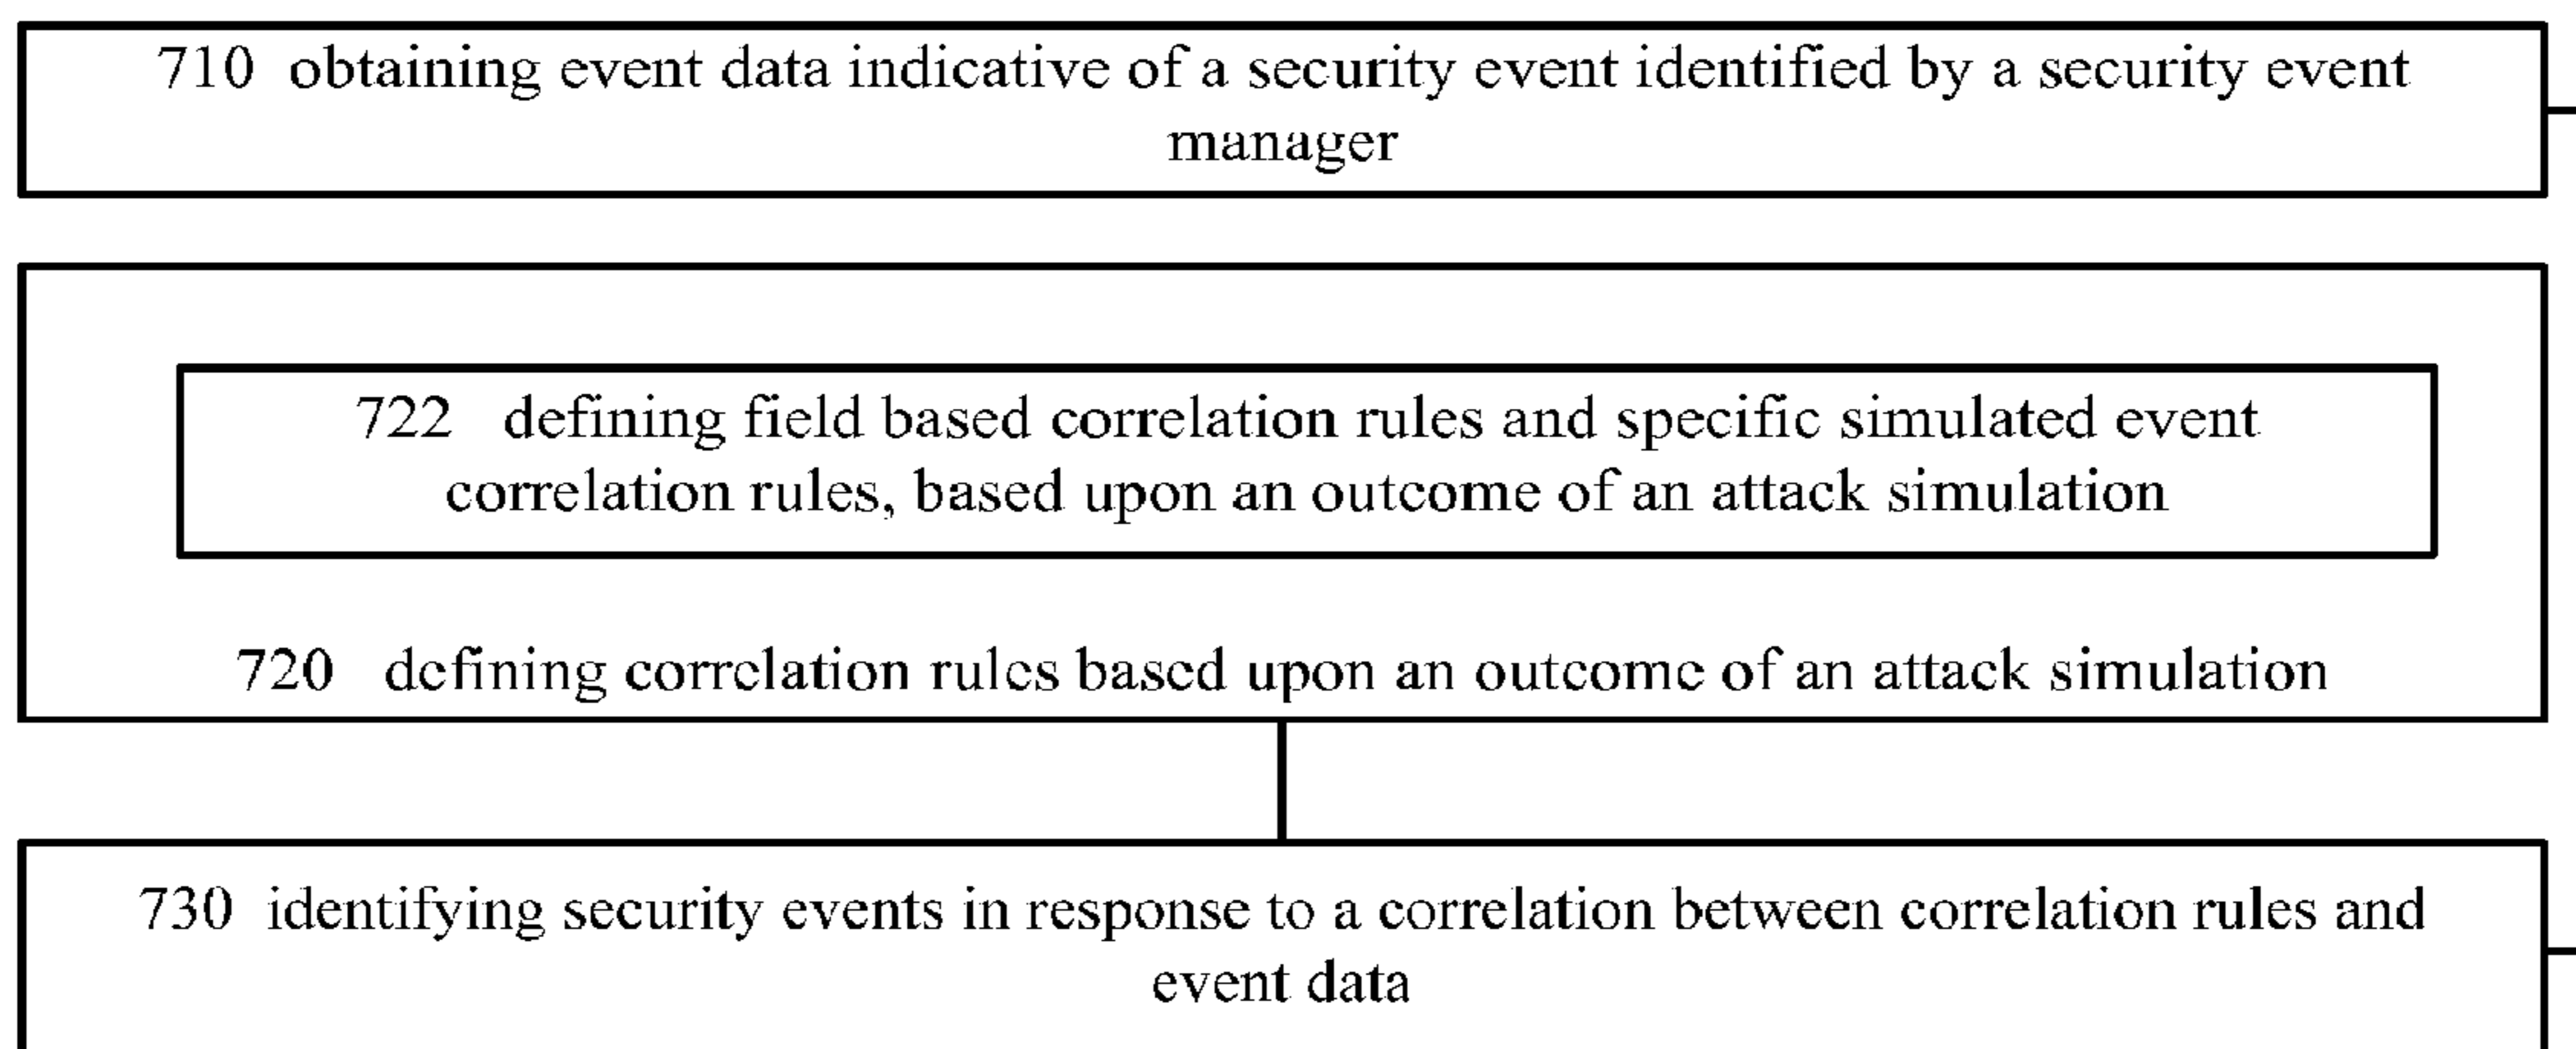 710 obtaining event data indicative of a security event identified by a security event
manager
722 defining field based correlation rules and specific simulated event
correlation rules, based upon an outcome of an attack simulation
720 defining correlation rules based upon an outcome of an attack simulation
730 identifying security events in response to a correlation between correlation rules and
event data